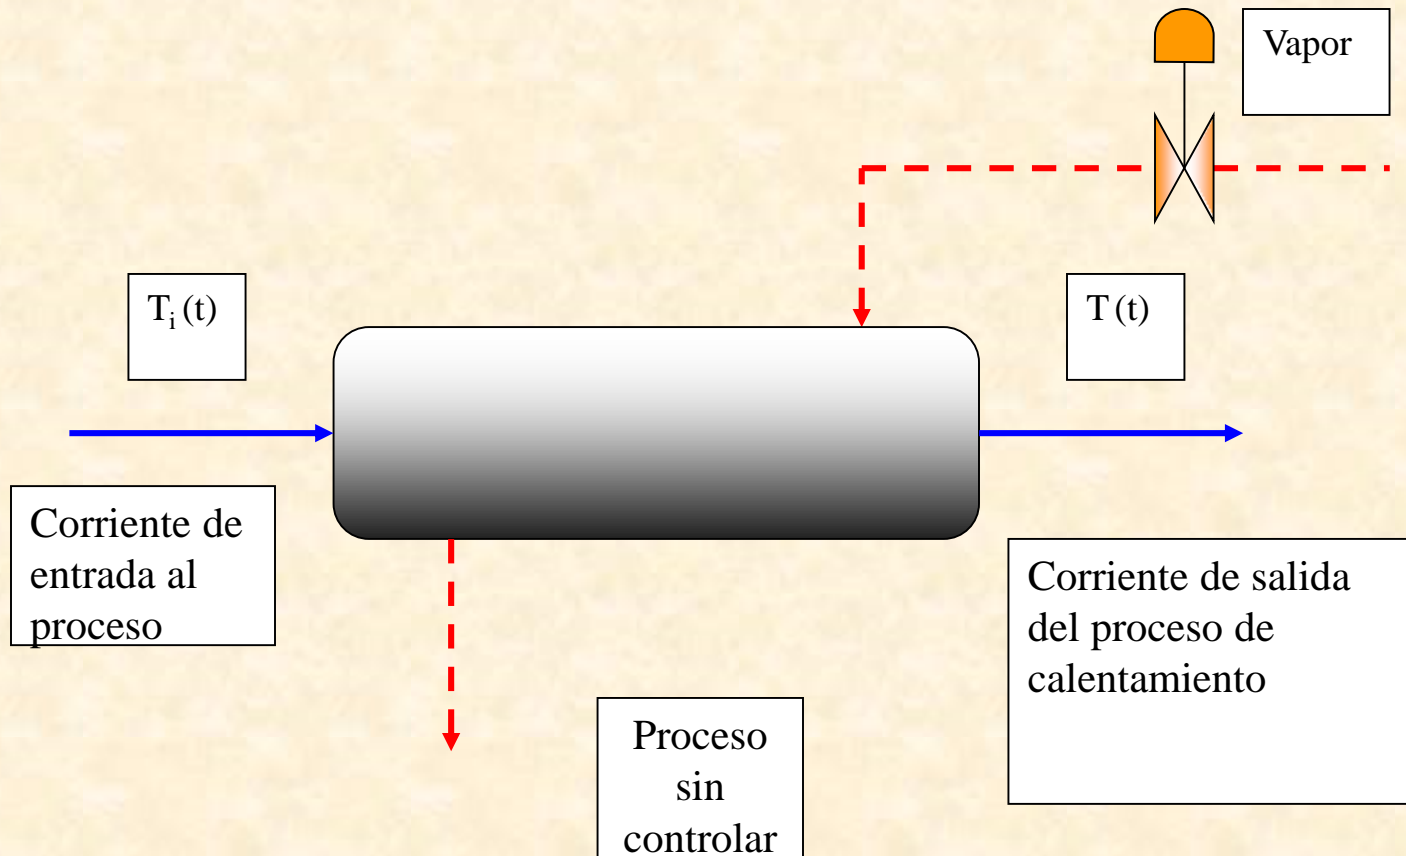 Vapor
Tᵢ (t)
T (t)
Corriente de
entrada al
proceso
Corriente de salida
del proceso de
calentamiento
Proceso
sin
controlar